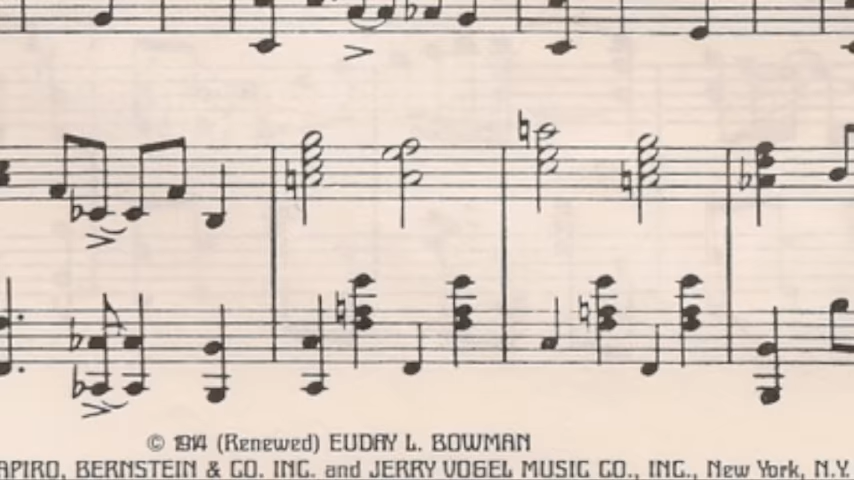 © 1914 (Renewed) EUDAY L. BOWMAN
APIRO, BERNSTEIN & CO. INC. and JERRY VOGEL MUSIC CO., INC., New York, N.Y.